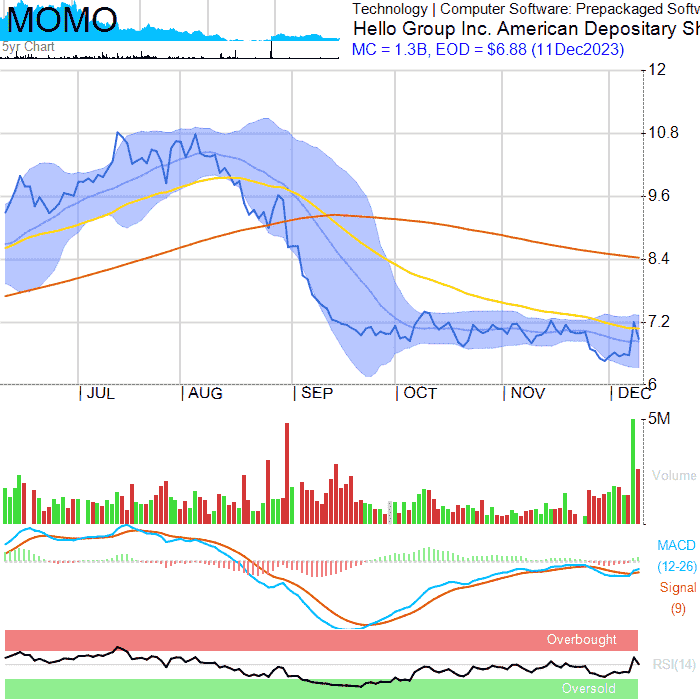 MOMO
5yr Chart
Technology | Computer Software: Prepackaged Softw
Hello Group Inc. American Depositary Sh
MC = 1.3B, EOD = $6.88 (11Dec2023)
12
10.8
9.6
8.4
7.2
6
JUL AUG SEP OCT NOV DEC
5M
Volume
MACD
(12-26)
Signal
(9)
Overbought
RSI(14)
Oversold